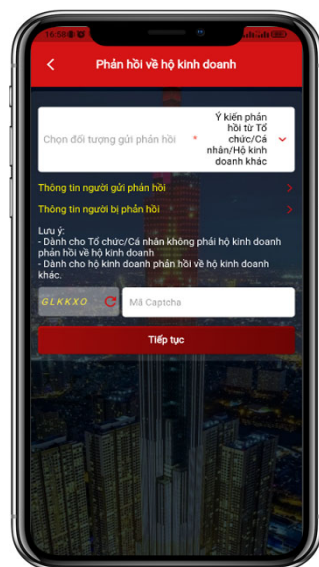 16:58
Phản hồi về hộ kinh doanh
Chọn đối tượng gửi phản hồi *
Ý kiến phản
hồi từ Tổ
chức/Cá
nhân/Hộ kinh
doanh khác
Thông tin người gửi phản hồi
Thông tin người bị phản hồi
Lưu ý:
- Dành cho Tổ chức/Cá nhân không phải hộ kinh doanh
phản hồi về hộ kinh doanh
- Dành cho hộ kinh doanh phản hồi về hộ kinh doanh
khác.
GLKKXO
Mã Captcha
Tiếp tục